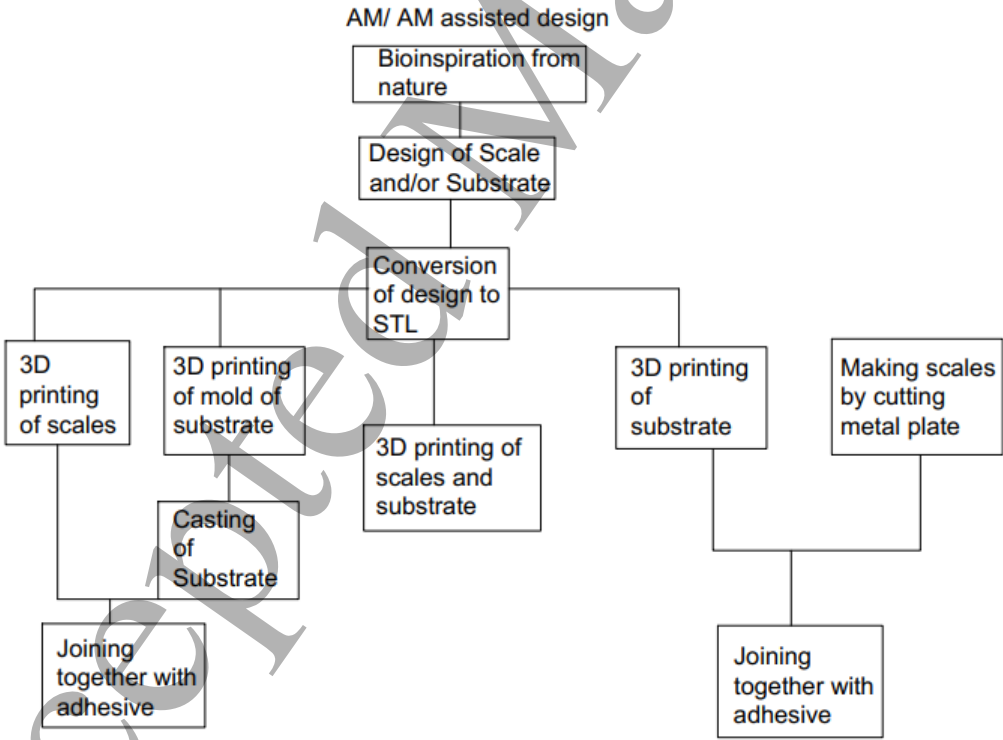 AM/ AM assisted design
Bioinspiration from
nature
Design of Scale
and/or Substrate
Conversion
of design to
STL
3D
printing
of scales
3D printing
of mold of
substrate
3D printing of
scales and
substrate
3D printing
of
substrate
Making scales
by cutting
metal plate
Casting
of
Substrate
Joining
together with
adhesive
Joining
together with
adhesive
cepted Ma